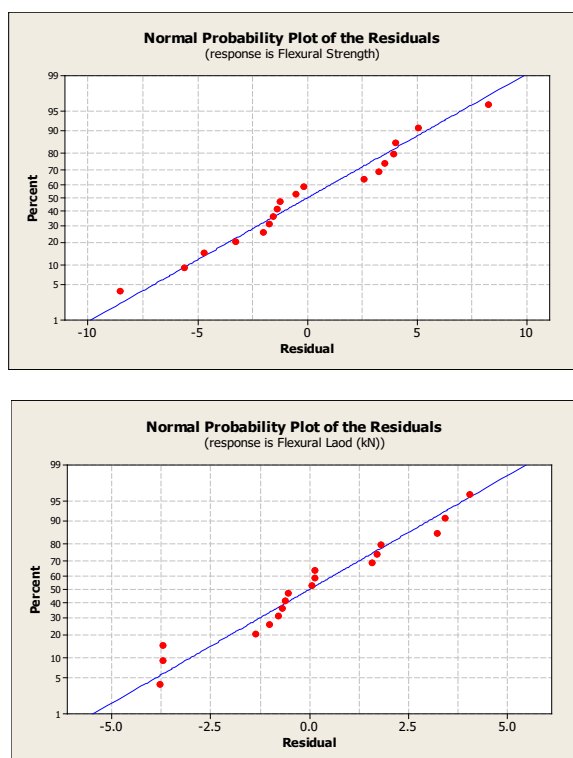 Normal Probability Plot of the Residuals
(response is Flexural Strength)
99
95
90
80
70
60
50
40
30
20
10
5
1
Percent
-10 -5 0 5 10
Residual
Normal Probability Plot of the Residuals
(response is Flexural Laod (kN))
99
95
90
80
70
60
50
40
30
20
10
5
1
Percent
-5.0 -2.5 0.0 2.5 5.0
Residual